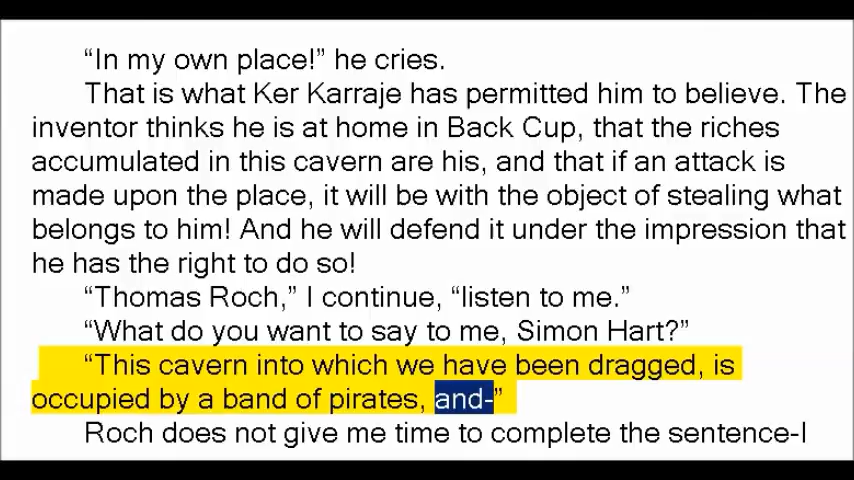 “In my own place!” he cries.
That is what Ker Karraje has permitted him to believe. The
inventor thinks he is at home in Back Cup, that the riches
accumulated in this cavern are his, and that if an attack is
made upon the place, it will be with the object of stealing what
belongs to him! And he will defend it under the impression that
he has the right to do so!
“Thomas Roch,” I continue, “listen to me.”
“What do you want to say to me, Simon Hart?”
“This cavern into which we have been dragged, is
occupied by a band of pirates, and-”
Roch does not give me time to complete the sentence-I